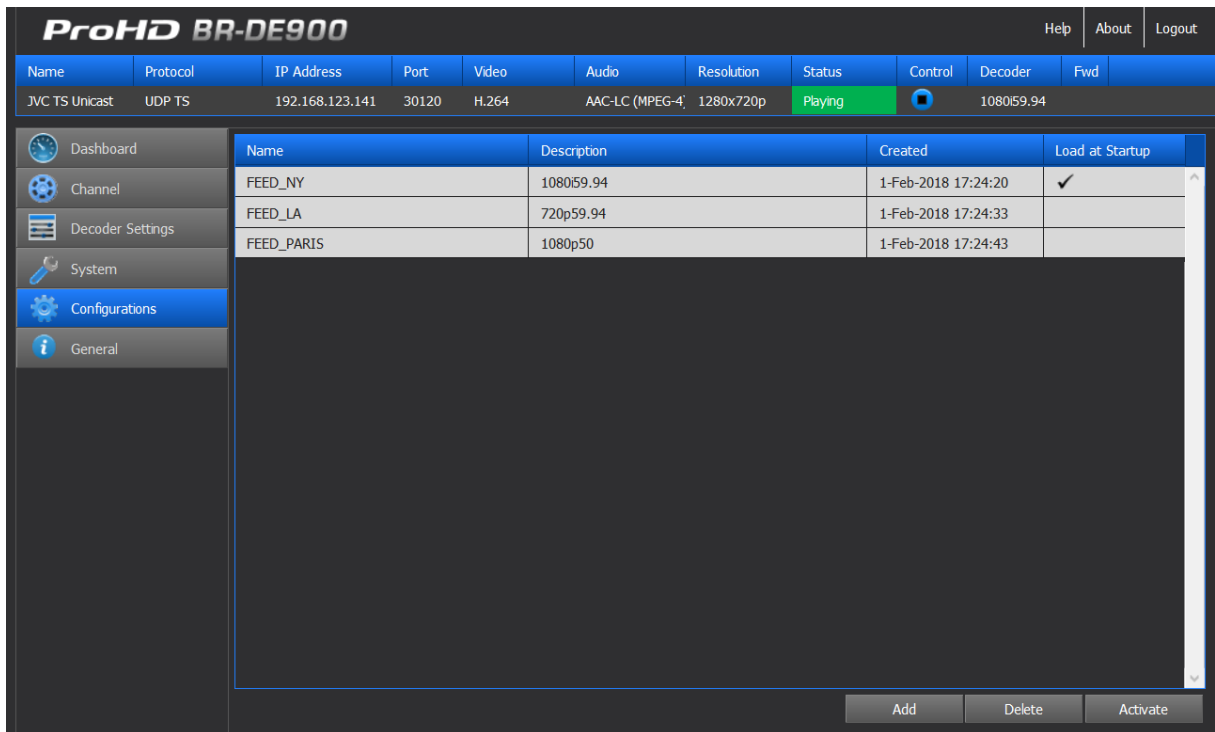 ProHD BR-DE900
Help About Logout
Name Protocol IP Address Port Video Audio Resolution Status Control Decoder Fwd
JVC TS Unicast UDP TS 192.168.123.141 30120 H.264 AAC-LC (MPEG-4) 1280x720p Playing 1080i59.94
Dashboard
Channel
Decoder Settings
System
Configurations
General
Name Description Created Load at Startup
FEED_NY 1080i59.94 1-Feb-2018 17:24:20 ✓
FEED_LA 720p59.94 1-Feb-2018 17:24:33
FEED_PARIS 1080p50 1-Feb-2018 17:24:43
Add Delete Activate